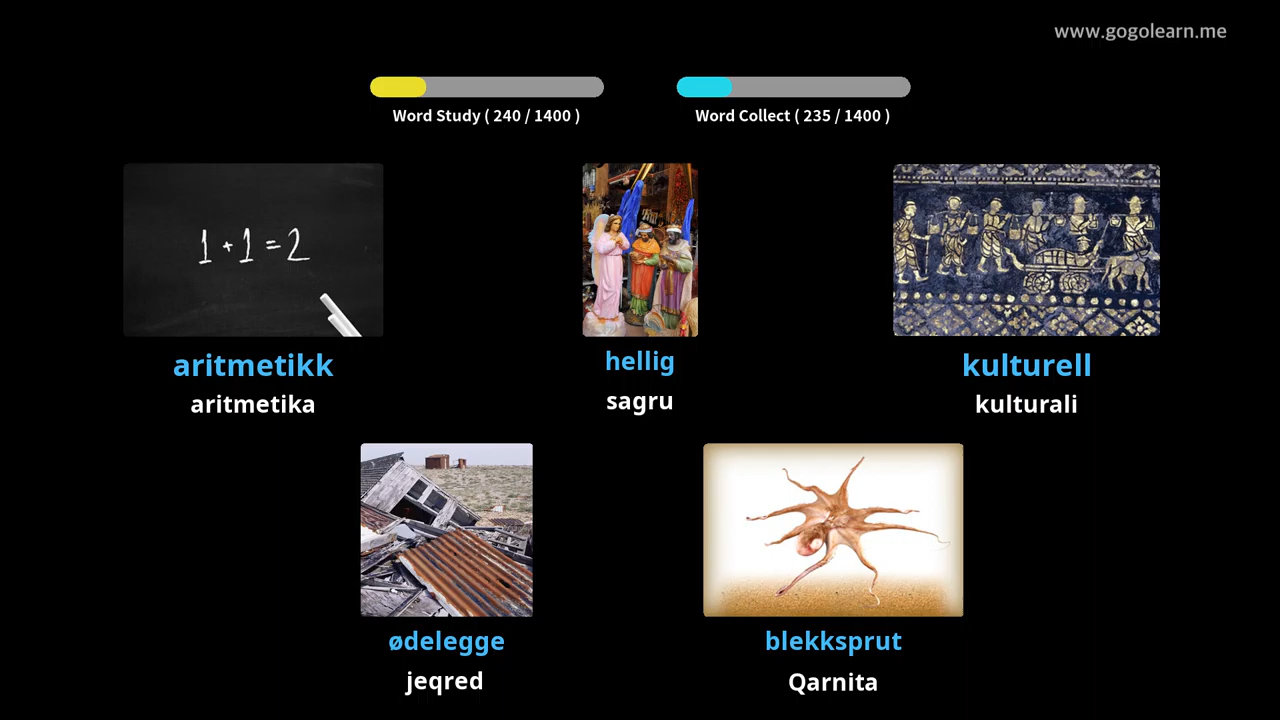 www.gogolearn.me
Word Study ( 240 / 1400 )
Word Collect ( 235 / 1400 )
1 + 1 = 2
aritmetikk
aritmetika
hellig
sagru
kulturell
kulturali
ødelegge
jeqred
blekksprut
Qarnita